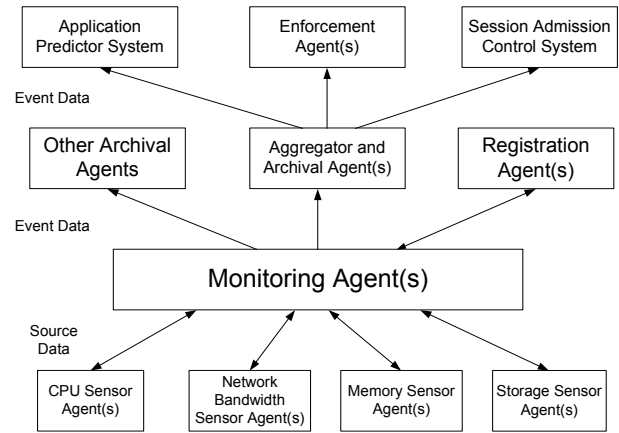 Application
Predictor System
Enforcement
Agent(s)
Session Admission
Control System
Event Data
Other Archival
Agents
Aggregator and
Archival Agent(s)
Registration
Agent(s)
Event Data
Monitoring Agent(s)
Source
Data
CPU Sensor
Agent(s)
Network
Bandwidth
Sensor Agent(s)
Memory Sensor
Agent(s)
Storage Sensor
Agent(s)